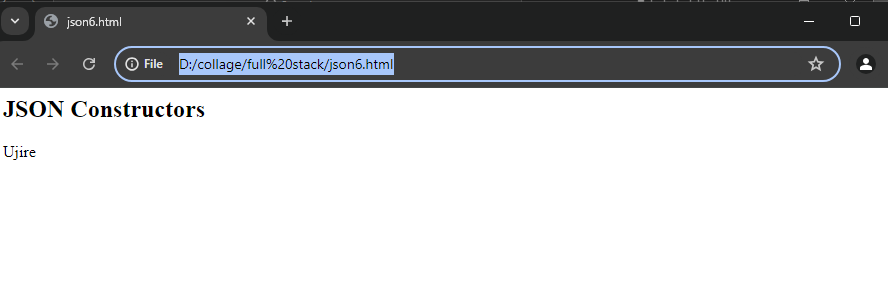 json6.html
File
D:/collage/full%20stack/json6.html
JSON Constructors
Ujire